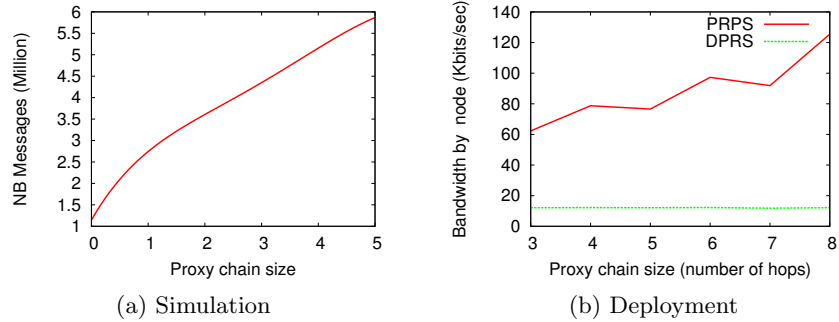 NB Messages (Million)
6
5.5
5
4.5
4
3.5
3
2.5
2
1.5
1
0 1 2 3 4 5
Proxy chain size
(a) Simulation
Bandwidth by node (Kbits/sec)
140
120
100
80
60
40
20
0
PRPS
DPRS
3 4 5 6 7 8
Proxy chain size (number of hops)
(b) Deployment